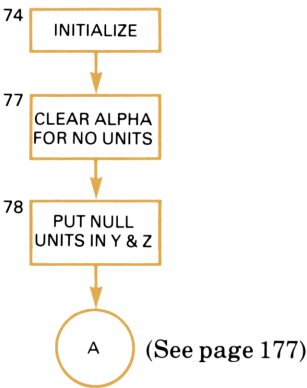 74
INITIALIZE
77
CLEAR ALPHA
FOR NO UNITS
78
PUT NULL
UNITS IN Y & Z
A (See page 177)